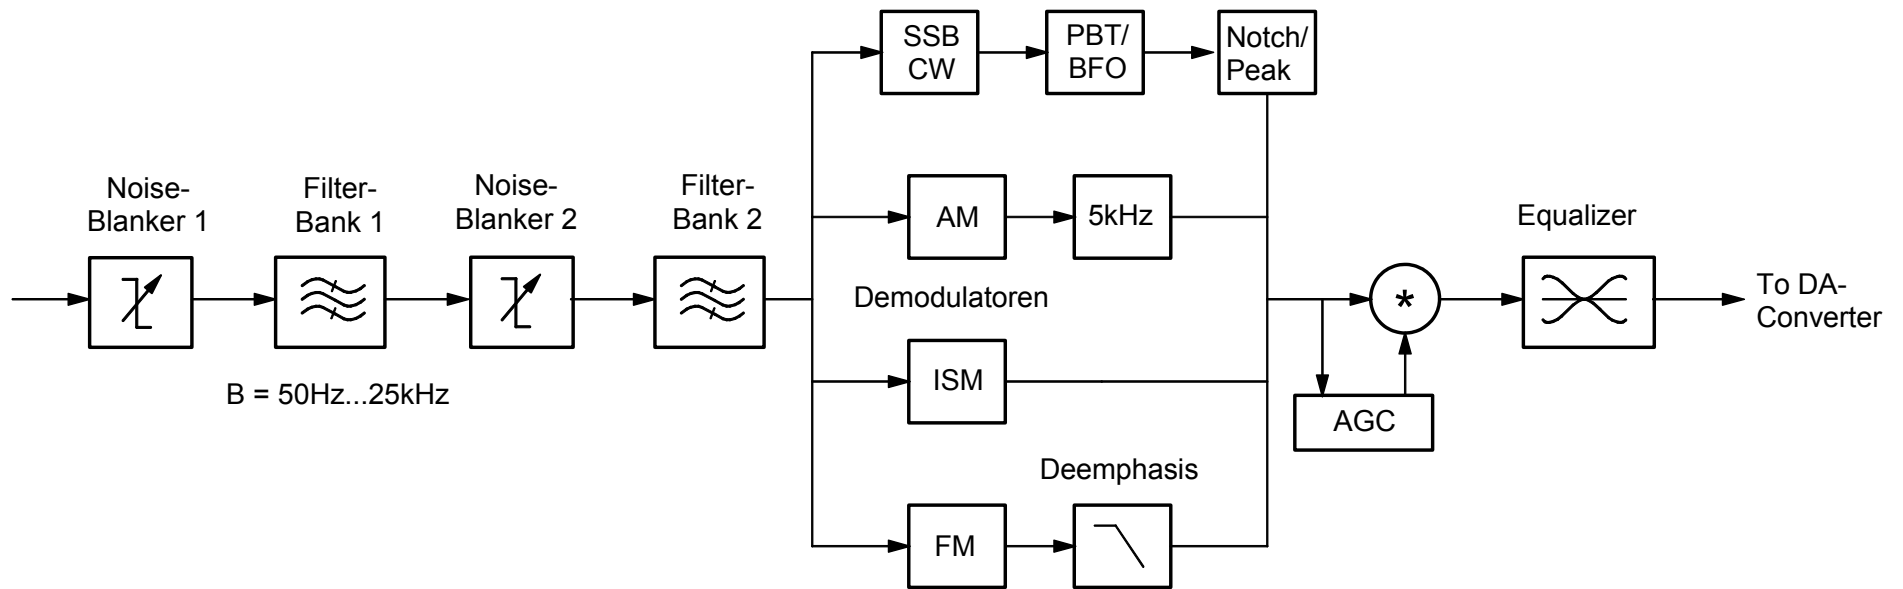 SSB
CW
PBT/
BFO
Notch/
Peak
Noise-
Blanker 1
Filter-
Bank 1
Noise-
Blanker 2
Filter-
Bank 2
AM
5kHz
Equalizer
Demodulatoren
*
To DA-
Converter
B = 50Hz...25kHz
ISM
AGC
Deemphasis
FM